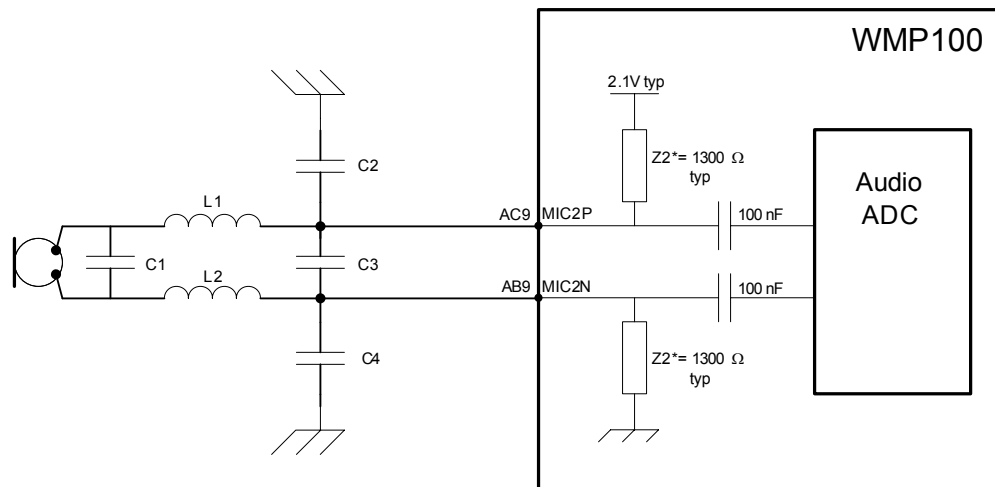 WMP100
2.1V typ
C2
Z2*= 1300 Ω
typ
Audio
ADC
L1
AC9
MIC2P
100 nF
C1
C3
L2
AB9
MIC2N
100 nF
C4
Z2*= 1300 Ω
typ